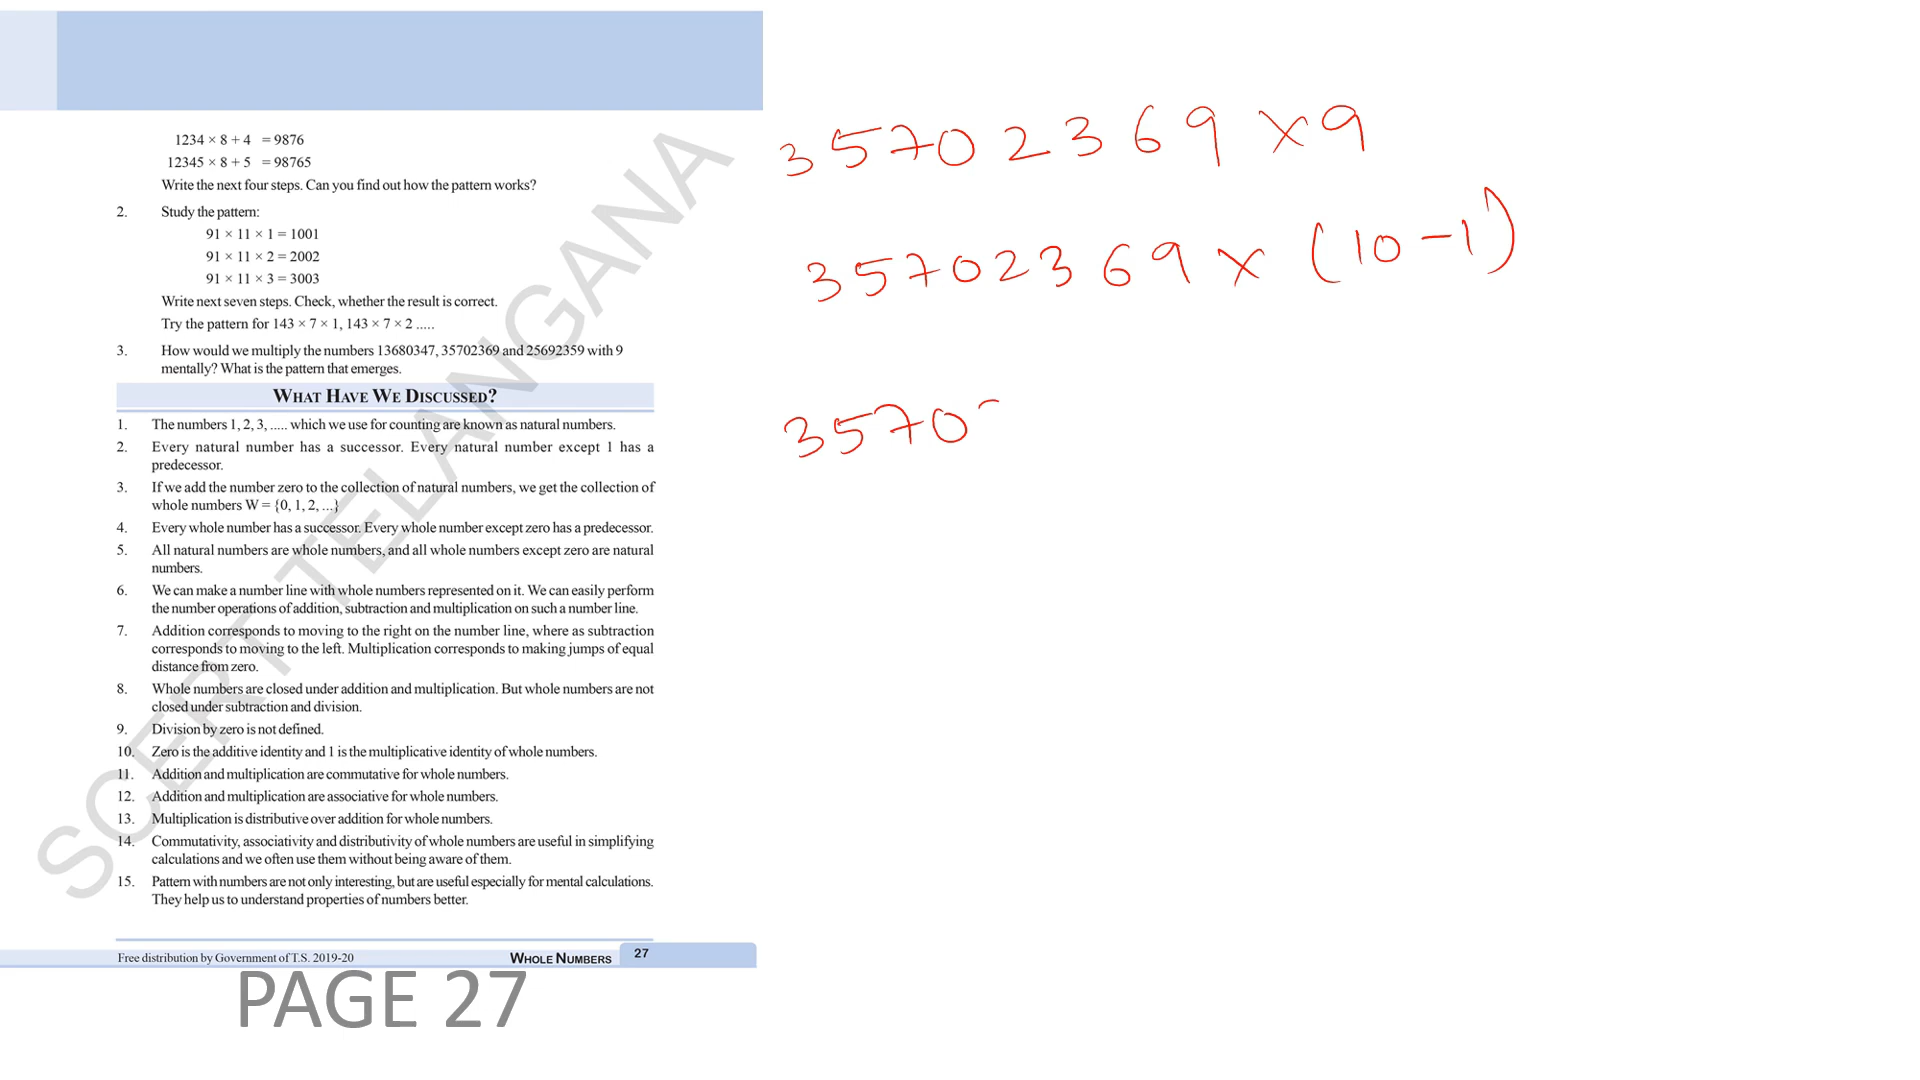 1234 × 8 + 4 = 9876
12345 × 8 + 5 = 98765
Write the next four steps. Can you find out how the pattern works?
2. Study the pattern:
91 × 11 × 1 = 1001
91 × 11 × 2 = 2002
91 × 11 × 3 = 3003
Write next seven steps. Check, whether the result is correct.
Try the pattern for 143 × 7 × 1, 143 × 7 × 2 .....
3. How would we multiply the numbers 13680347, 35702369 and 25692359 with 9
mentally? What is the pattern that emerges.
WHAT HAVE WE DISCUSSED?
1. The numbers 1, 2, 3, ..... which we use for counting are known as natural numbers.
2. Every natural number has a successor. Every natural number except 1 has a
predecessor.
3. If we add the number zero to the collection of natural numbers, we get the collection of
whole numbers W = {0, 1, 2, ...}
4. Every whole number has a successor. Every whole number except zero has a predecessor.
5. All natural numbers are whole numbers, and all whole numbers except zero are natural
numbers.
6. We can make a number line with whole numbers represented on it. We can easily perform
the number operations of addition, subtraction and multiplication on such a number line.
7. Addition corresponds to moving to the right on the number line, where as subtraction
corresponds to moving to the left. Multiplication corresponds to making jumps of equal
distance from zero.
8. Whole numbers are closed under addition and multiplication. But whole numbers are not
closed under subtraction and division.
9. Division by zero is not defined.
10. Zero is the additive identity and 1 is the multiplicative identity of whole numbers.
11. Addition and multiplication are commutative for whole numbers.
12. Addition and multiplication are associative for whole numbers.
13. Multiplication is distributive over addition for whole numbers.
14. Commutativity, associativity and distributivity of whole numbers are useful in simplifying
calculations and we often use them without being aware of them.
15. Pattern with numbers are not only interesting, but are useful especially for mental calculations.
They help us to understand properties of numbers better.
Free distribution by Government of T.S. 2019-20 WHOLE NUMBERS 27
PAGE 27
SCERT TELANGANA
35702369 × 9
35702369 × (10 - 1)
3570